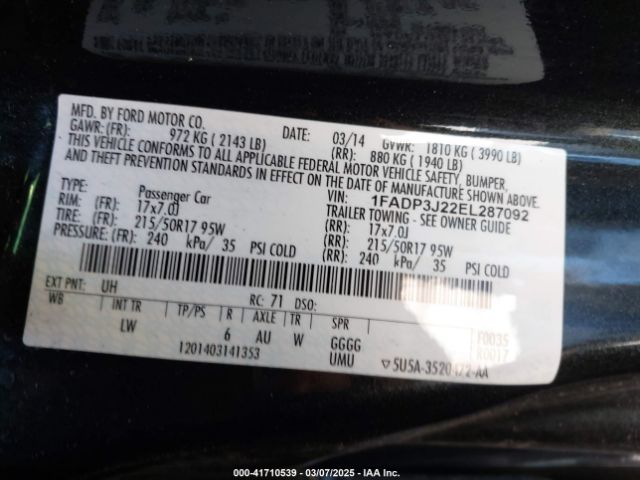 MFD. BY FORD MOTOR CO.
DATE: 03/14 GVWR: 1810 KG ( 3990 LB)
GAWR: (FR): 972 KG ( 2143 LB) (RR): 880 KG ( 1940 LB)
THIS VEHICLE CONFORMS TO ALL APPLICABLE FEDERAL MOTOR VEHICLE SAFETY, BUMPER,
AND THEFT PREVENTION STANDARDS IN EFFECT ON THE DATE OF MANUFACTURE SHOWN ABOVE.
VIN: 1FADP3J22EL287092
TYPE: Passenger Car TRAILER TOWING - SEE OWNER GUIDE
RIM: (FR): 17x7.0J (RR): 17x7.0J
TIRE: (FR): 215/50R17 95W (RR): 215/50R17 95W
PRESSURE: (FR): 240 kPa/ 35 PSI COLD (RR): 240 kPa/ 35 PSI COLD
EXT PNT: UH RC: 71 DSO:
WB INT TR TP/PS R AXLE TR SPR
LW 6 AU W GGGG F0035
1201403141353 UMU R0017
▽5U5A-3520472-AA
000-41710539 - 03/07/2025 - IAA Inc.